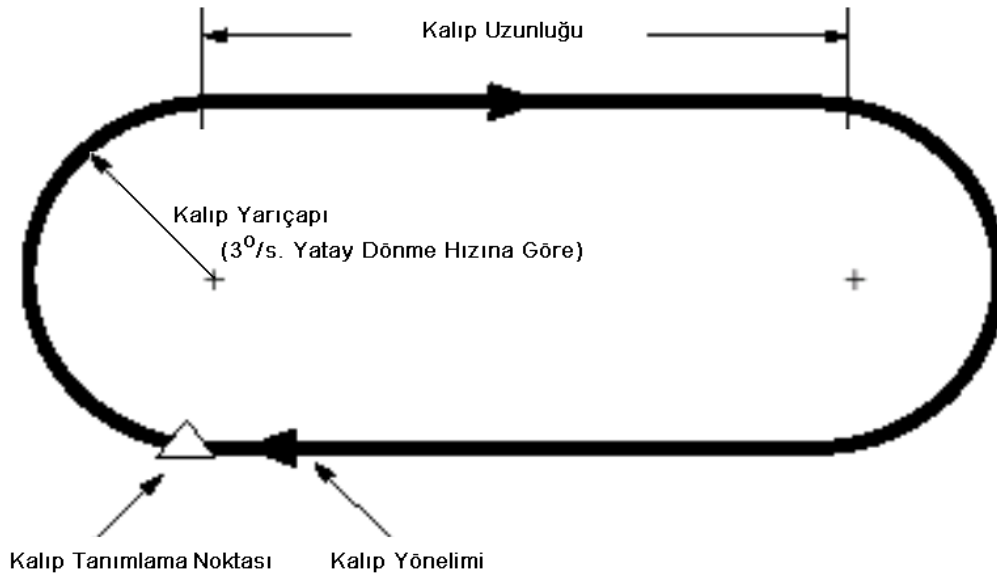 Kalıp Uzunluğu
Kalıp Yarıçapı
(3⁰/s. Yatay Dönme Hızına Göre)
Kalıp Tanımlama Noktası
Kalıp Yönelimi